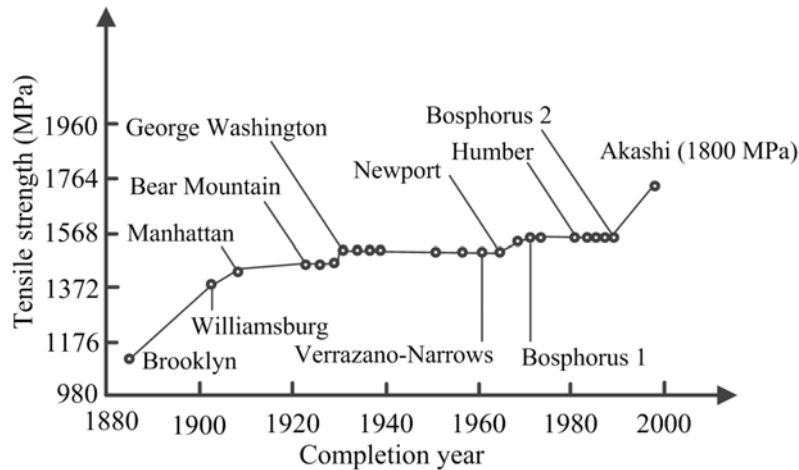 Tensile strength (MPa)
1960
1764
1568
1372
1176
980
George Washington
Bear Mountain
Manhattan
Williamsburg
Brooklyn
Bosphorus 2
Humber
Newport
Akashi (1800 MPa)
Verrazano-Narrows
Bosphorus 1
1880
1900
1920
1940
1960
1980
2000
Completion year